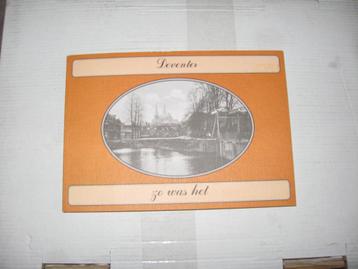 Deventer
zo was het